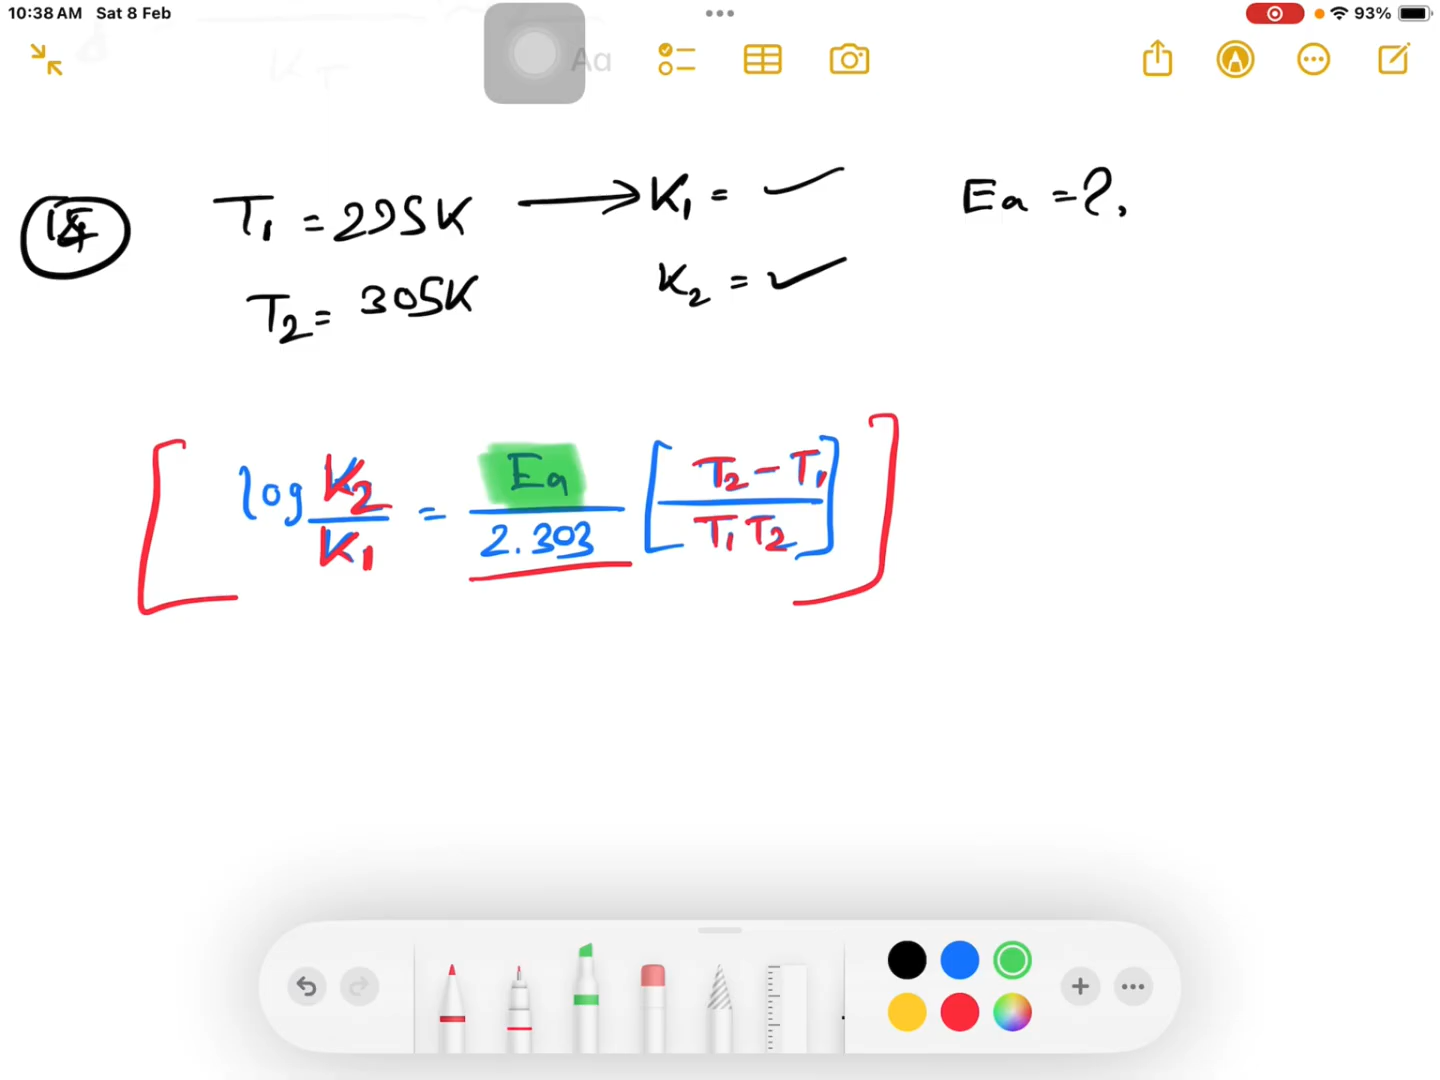 10:38 AM Sat 8 Feb
93%
Aa
T₁ = 295K ⟶ K₁ = ✓ Ea = ?
T₂ = 305K K₂ = ✓
log K₂/K₁ = Ea/2.303 [T₂ - T₁/T₁T₂]